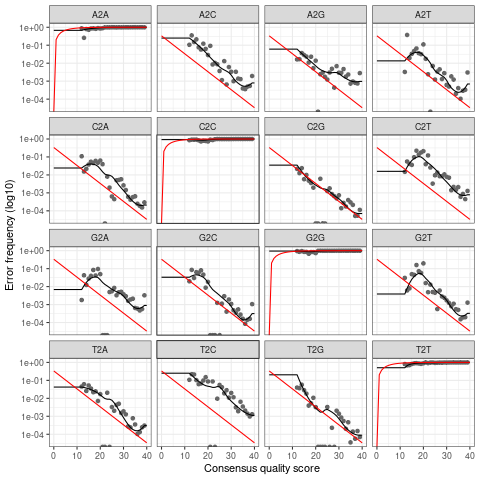 A2A A2C A2G A2T
1e+00
1e-01
1e-02
1e-03
1e-04
C2A C2C C2G C2T
1e+00
1e-01
1e-02
1e-03
1e-04
G2A G2C G2G G2T
1e+00
1e-01
1e-02
1e-03
1e-04
T2A T2C T2G T2T
1e+00
1e-01
1e-02
1e-03
1e-04
0 10 20 30 40 0 10 20 30 40 0 10 20 30 40 0 10 20 30 40
Consensus quality score
Error frequency (log10)